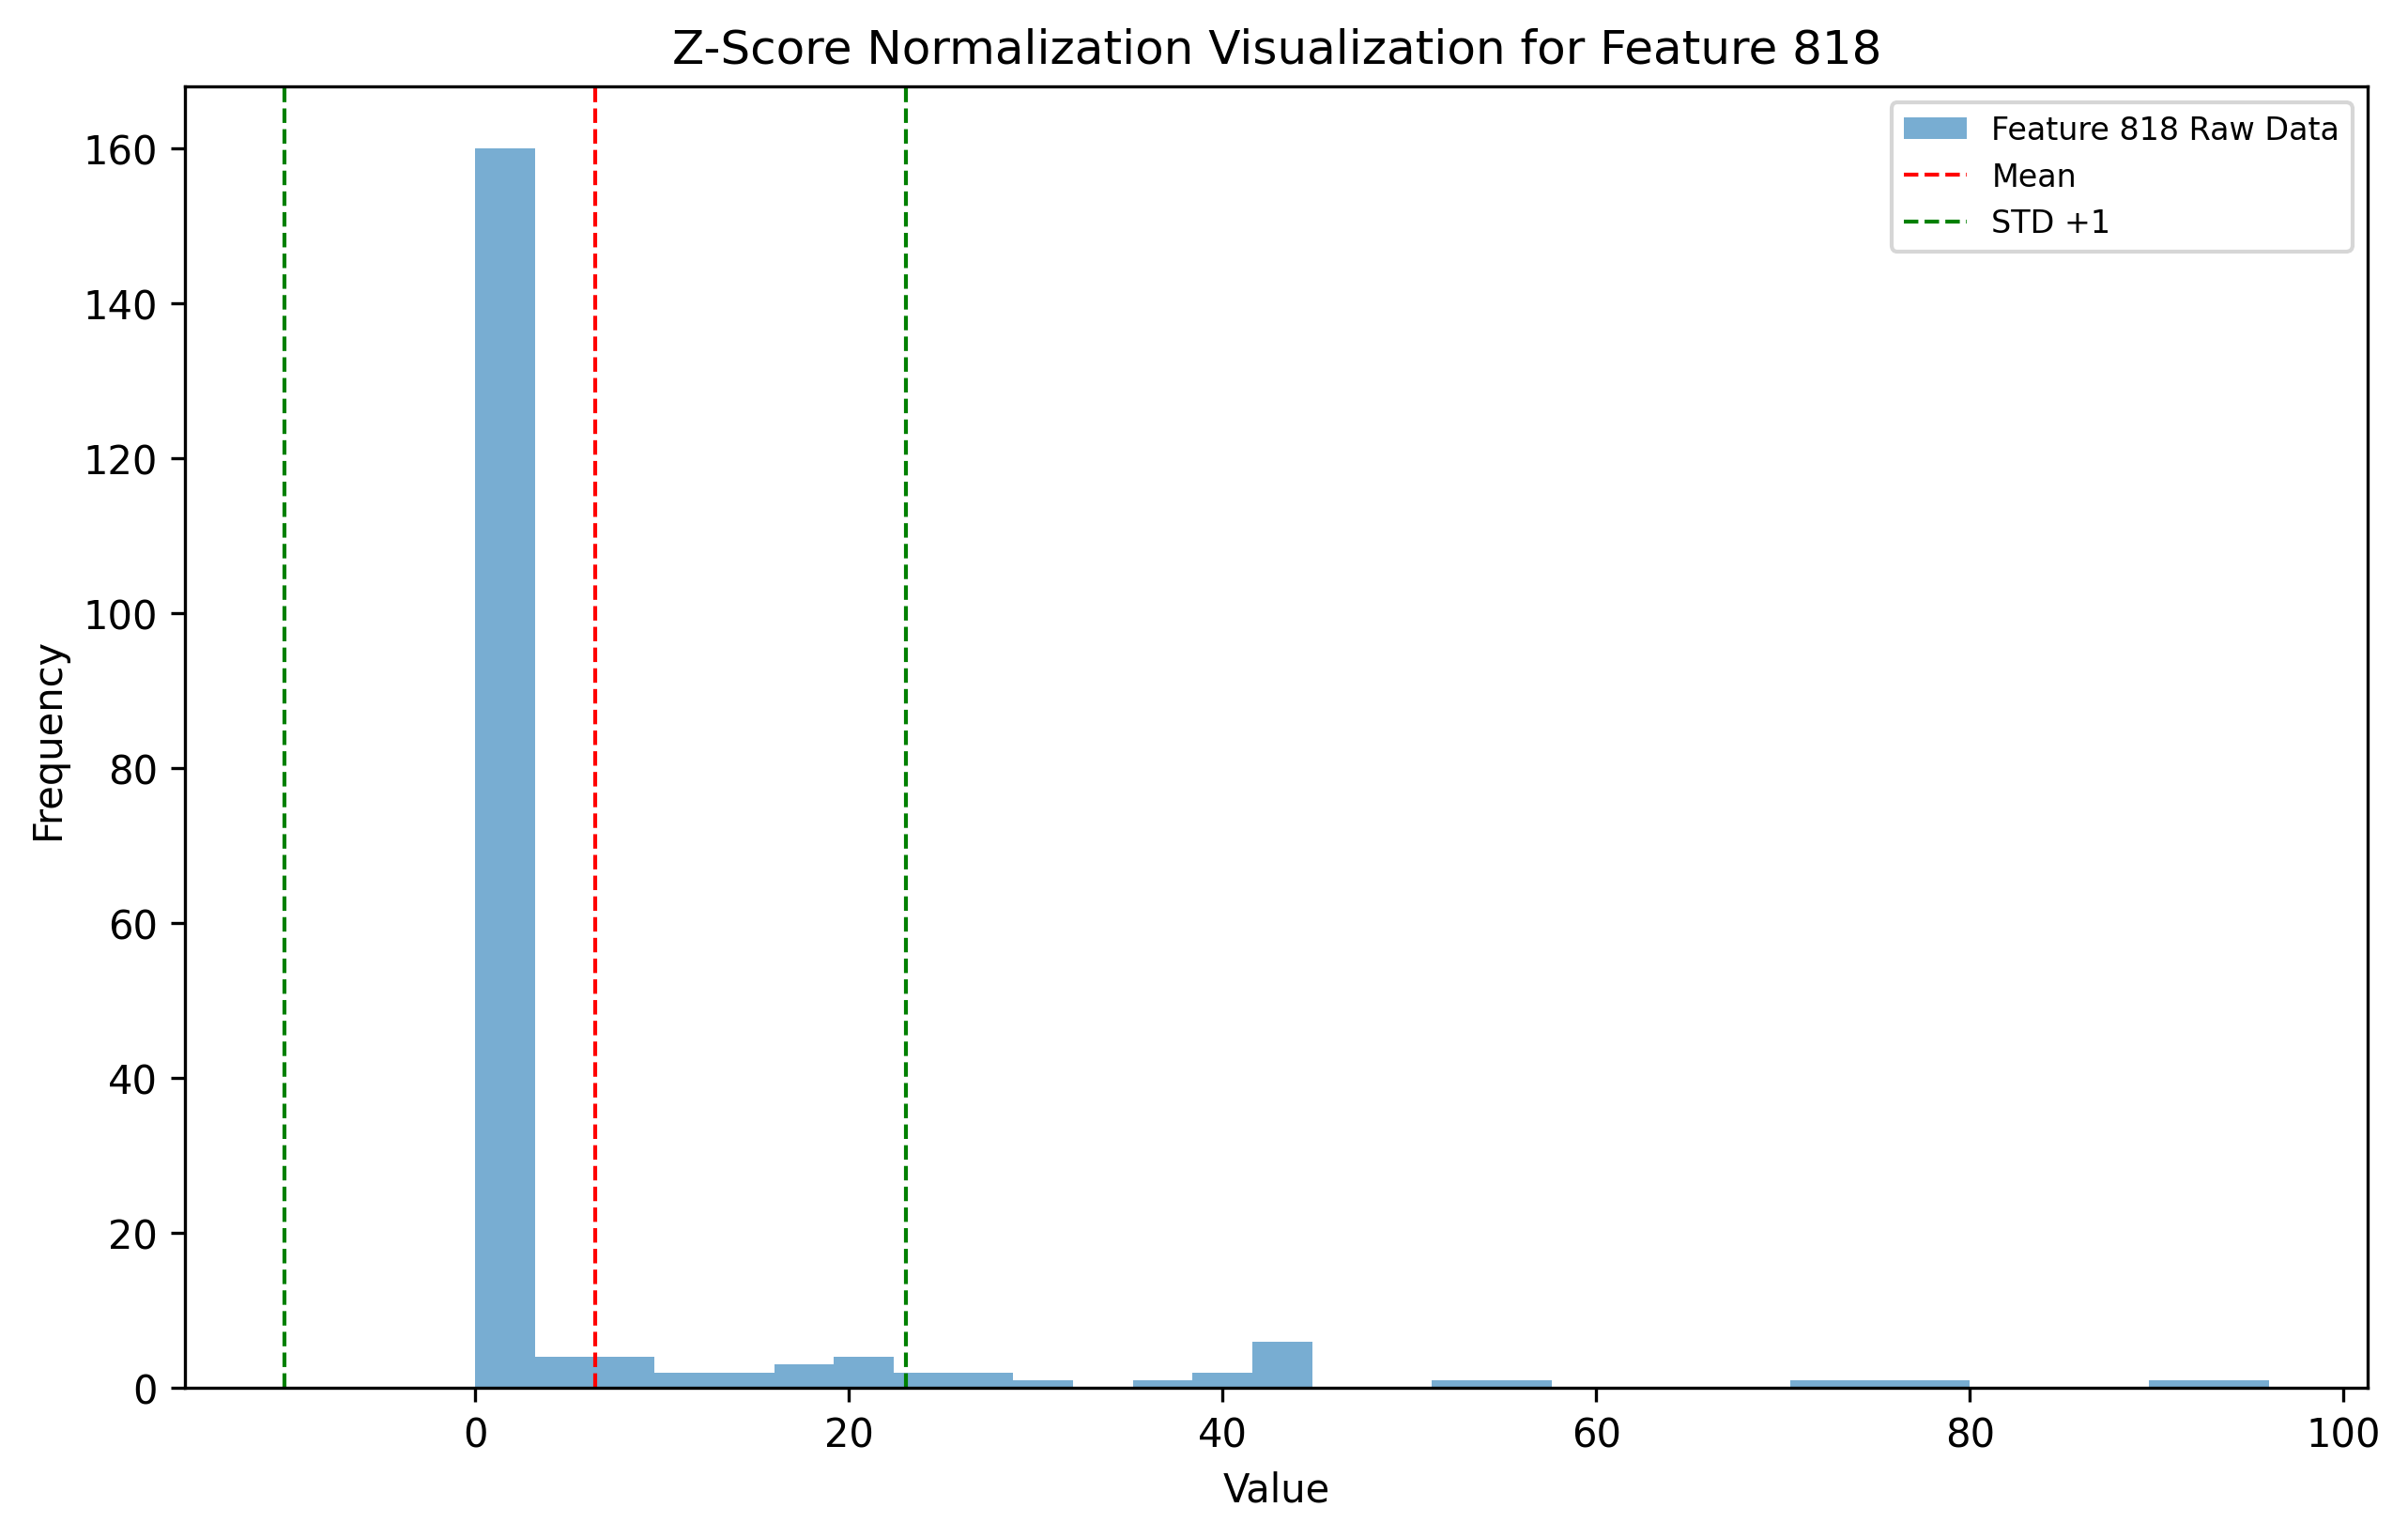 Z-Score Normalization Visualization for Feature 818
Feature 818 Raw Data
Mean
STD +1
160
140
120
100
80
60
40
20
0
Frequency
0 20 40 60 80 100
Value